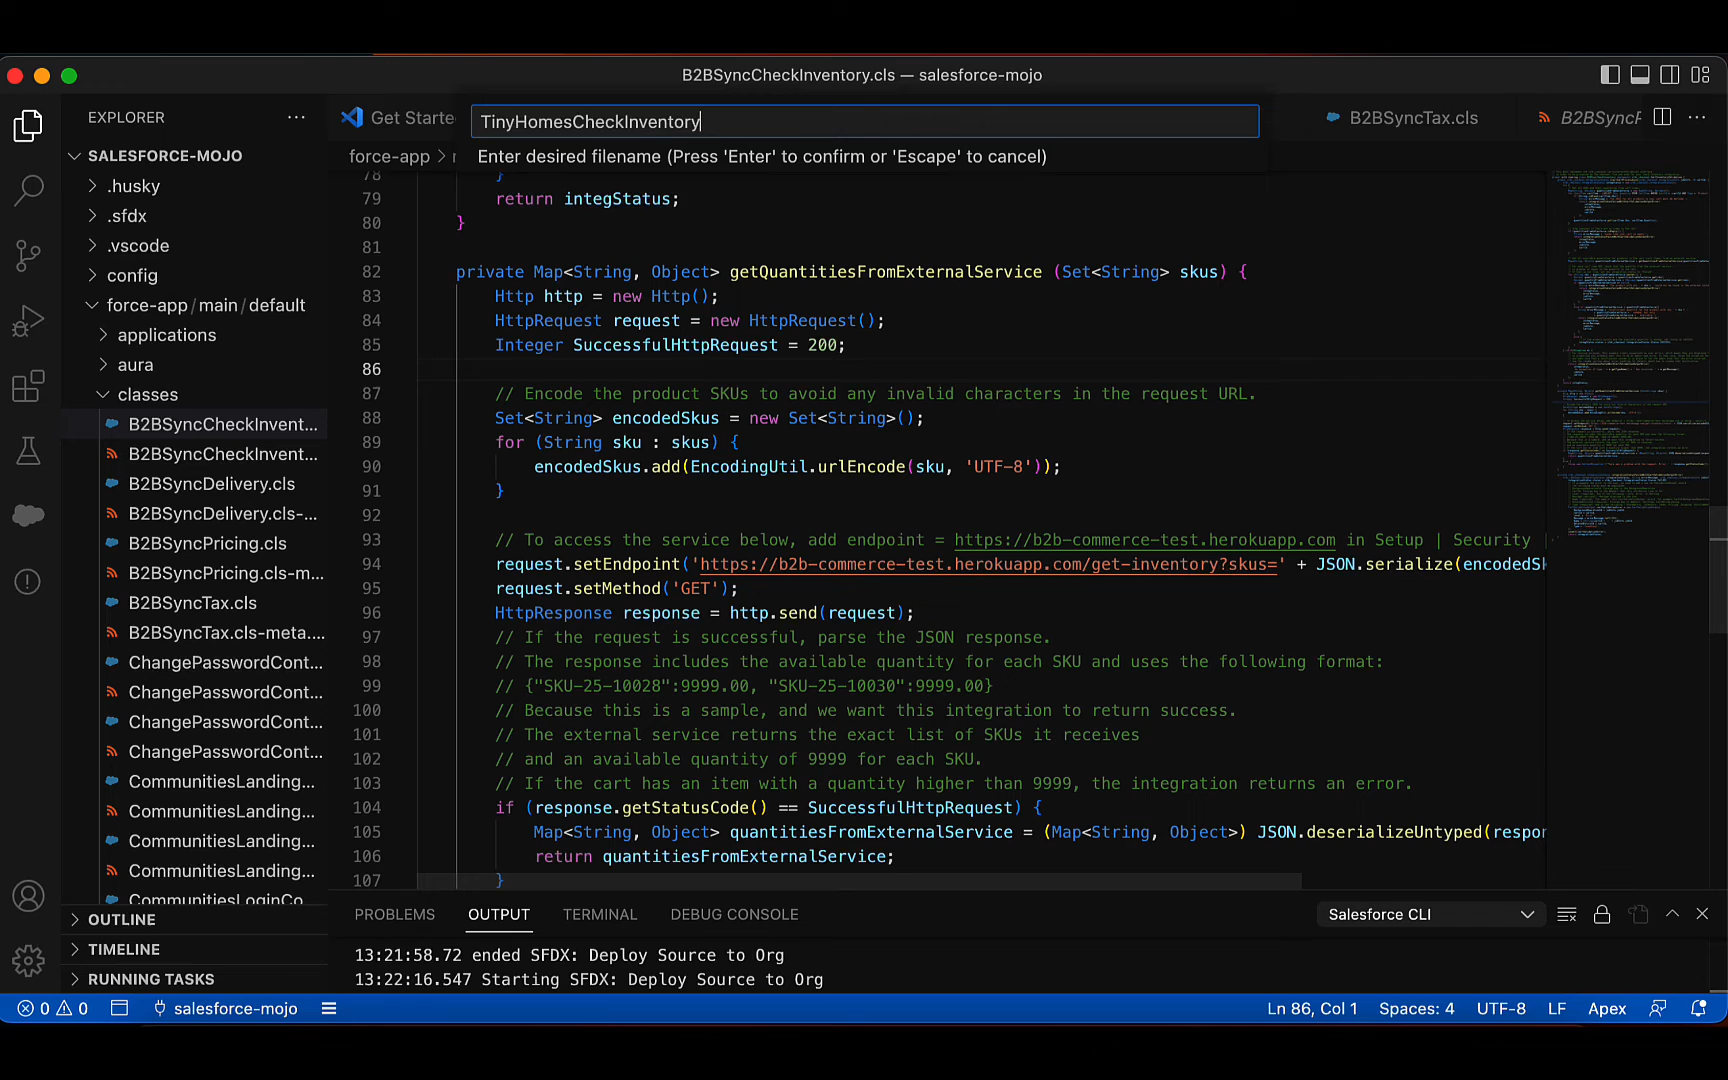 B2BSyncCheckInventory.cls — salesforce-mojo
EXPLORER
SALESFORCE-MOJO
.husky
.sfdx
.vscode
config
force-app / main / default
applications
aura
classes
B2BSyncCheckInvent...
B2BSyncCheckInvent...
B2BSyncDelivery.cls
B2BSyncDelivery.cls-...
B2BSyncPricing.cls
B2BSyncPricing.cls-m...
B2BSyncTax.cls
B2BSyncTax.cls-meta....
ChangePasswordCont...
ChangePasswordCont...
ChangePasswordCont...
ChangePasswordCont...
CommunitiesLanding...
CommunitiesLanding...
CommunitiesLanding...
CommunitiesLanding...
CommunitiesLoginCo
OUTLINE
TIMELINE
RUNNING TASKS
Get Starte
B2BSyncTax.cls
B2BSyncP
TinyHomesCheckInventory
Enter desired filename (Press 'Enter' to confirm or 'Escape' to cancel)
force-app >
78 }
79 return integStatus;
80 }
81
82 private Map<String, Object> getQuantitiesFromExternalService (Set<String> skus) {
83 Http http = new Http();
84 HttpRequest request = new HttpRequest();
85 Integer SuccessfulHttpRequest = 200;
86
87 // Encode the product SKUs to avoid any invalid characters in the request URL.
88 Set<String> encodedSkus = new Set<String>();
89 for (String sku : skus) {
90 encodedSkus.add(EncodingUtil.urlEncode(sku, 'UTF-8'));
91 }
92
93 // To access the service below, add endpoint = https://b2b-commerce-test.herokuapp.com in Setup | Security |
94 request.setEndpoint('https://b2b-commerce-test.herokuapp.com/get-inventory?skus=' + JSON.serialize(encodedSk
95 request.setMethod('GET');
96 HttpResponse response = http.send(request);
97 // If the request is successful, parse the JSON response.
98 // The response includes the available quantity for each SKU and uses the following format:
99 // {"SKU-25-10028":9999.00, "SKU-25-10030":9999.00}
100 // Because this is a sample, and we want this integration to return success.
101 // The external service returns the exact list of SKUs it receives
102 // and an available quantity of 9999 for each SKU.
103 // If the cart has an item with a quantity higher than 9999, the integration returns an error.
104 if (response.getStatusCode() == SuccessfulHttpRequest) {
105 Map<String, Object> quantitiesFromExternalService = (Map<String, Object>) JSON.deserializeUntyped(respon
106 return quantitiesFromExternalService;
107 }
PROBLEMS
OUTPUT
TERMINAL
DEBUG CONSOLE
Salesforce CLI
13:21:58.72 ended SFDX: Deploy Source to Org
13:22:16.547 Starting SFDX: Deploy Source to Org
0 0 salesforce-mojo
Ln 86, Col 1 Spaces: 4 UTF-8 LF Apex